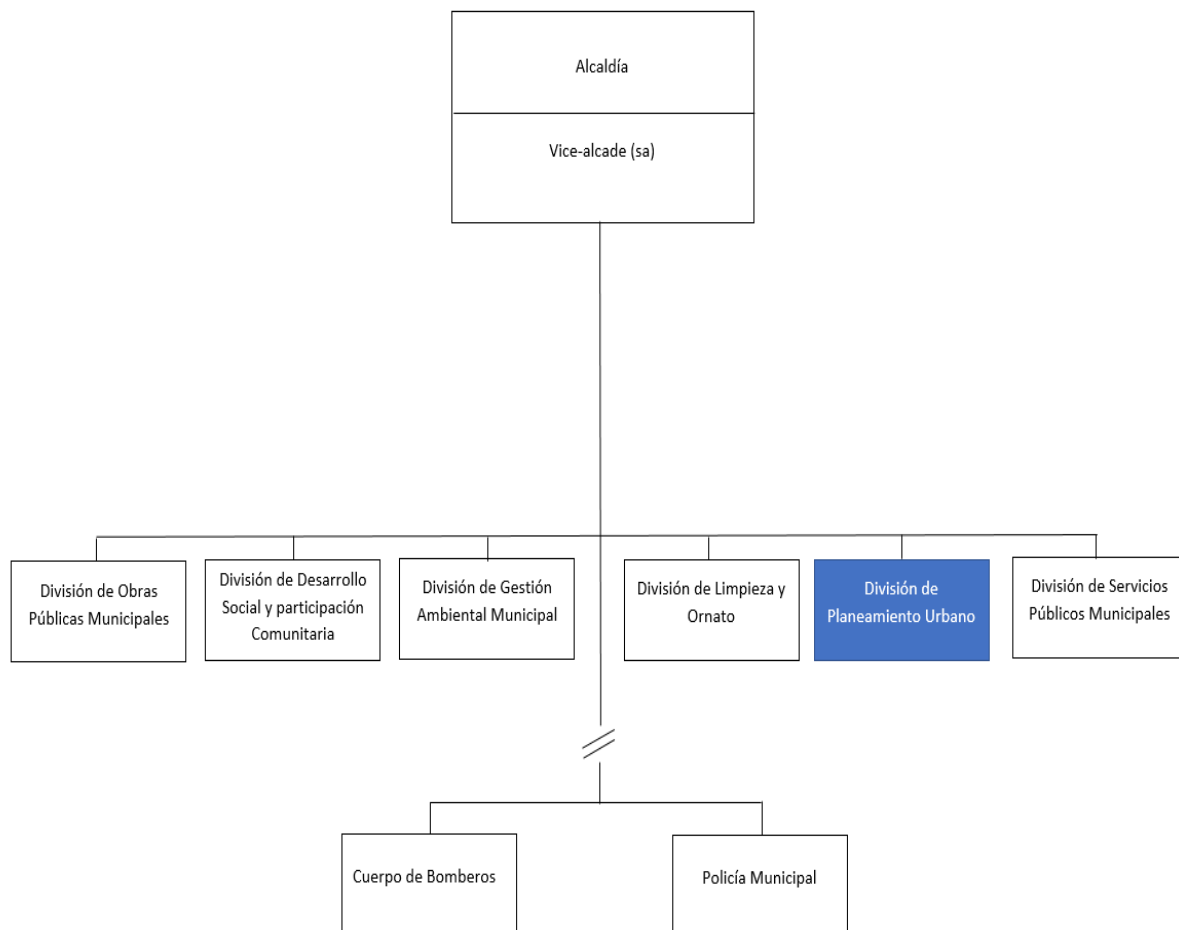 Alcaldía
Vice-alcade (sa)
División de Obras
Públicas Municipales
División de Desarrollo
Social y participación
Comunitaria
División de Gestión
Ambiental Municipal
División de Limpieza y
Ornato
División de
Planeamiento Urbano
División de Servicios
Públicos Municipales
Cuerpo de Bomberos
Policía Municipal